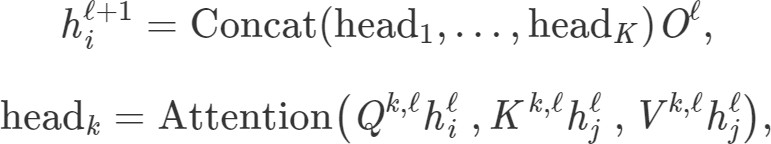 h_i^{ℓ+1} = Concat(head_1, …, head_K) O^ℓ,
head_k = Attention(Q^{k,ℓ} h_i^ℓ , K^{k,ℓ} h_j^ℓ , V^{k,ℓ} h_j^ℓ),